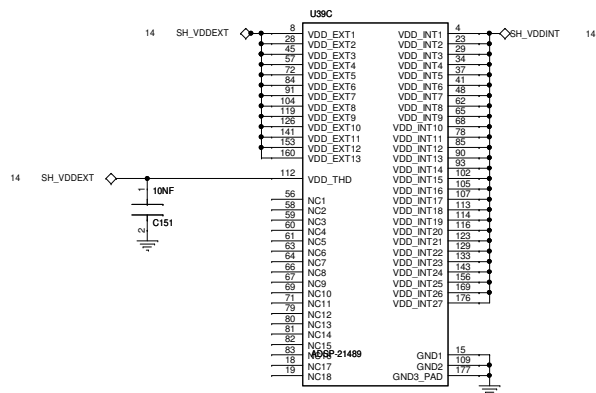 U39C
14 SH_VDDEXT 8 VDD_EXT1 VDD_INT1 4 SH_VDDINT 14
28 VDD_EXT2 VDD_INT2 23
45 VDD_EXT3 VDD_INT3 29
57 VDD_EXT4 VDD_INT4 34
72 VDD_EXT5 VDD_INT5 37
84 VDD_EXT6 VDD_INT6 41
91 VDD_EXT7 VDD_INT7 48
104 VDD_EXT8 VDD_INT8 62
119 VDD_EXT9 VDD_INT9 65
126 VDD_EXT10 VDD_INT10 68
141 VDD_EXT11 VDD_INT11 78
153 VDD_EXT12 VDD_INT12 85
160 VDD_EXT13 VDD_INT13 90
VDD_INT14 93
14 SH_VDDEXT 112 VDD_THD VDD_INT15 102
1 10NF VDD_INT16 105
56 NC1 VDD_INT17 107
58 NC2 VDD_INT18 113
59 NC3 VDD_INT19 114
2 C151 60 NC4 VDD_INT20 116
61 NC5 VDD_INT21 123
63 NC6 VDD_INT22 129
64 NC7 VDD_INT23 133
66 NC8 VDD_INT24 143
67 NC9 VDD_INT25 156
69 NC10 VDD_INT26 169
71 NC11 VDD_INT27 176
79 NC12
80 NC13
81 NC14
82 NC15
83 NC16 ADSP-21489 GND1 15
18 NC17 GND2 109
19 NC18 GND3_PAD 177